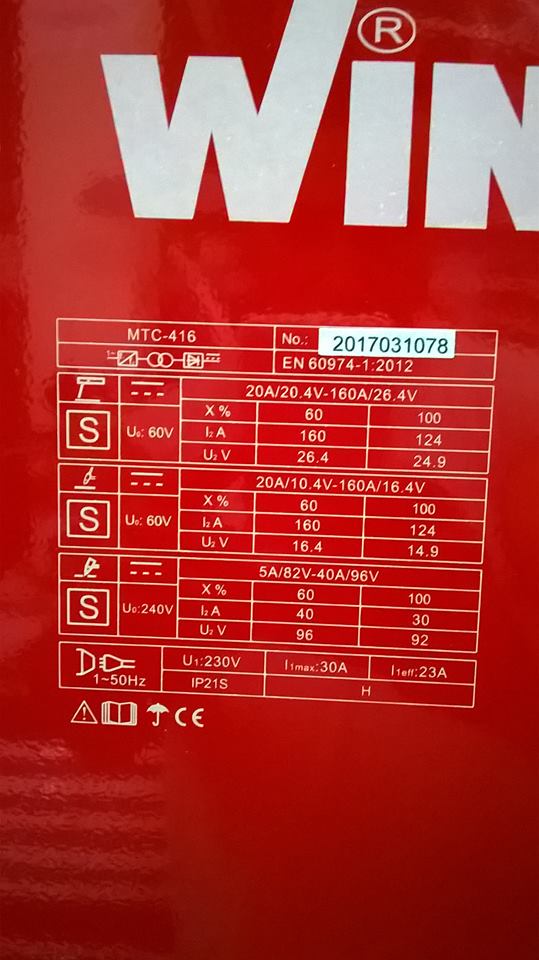 ®
WIN
MTC-416
No.: 2017031078
1~
EN 60974-1:2012
20A/20.4V-160A/26.4V
S U₀: 60V
X % 60 100
I₂ A 160 124
U₂ V 26.4 24.9
20A/10.4V-160A/16.4V
S U₀: 60V
X % 60 100
I₂ A 160 124
U₂ V 16.4 14.9
5A/82V-40A/96V
S U₀:240V
X % 60 100
I₂ A 40 30
U₂ V 96 92
1~50Hz
U₁:230V I₁max:30A I₁eff:23A
IP21S H
CE